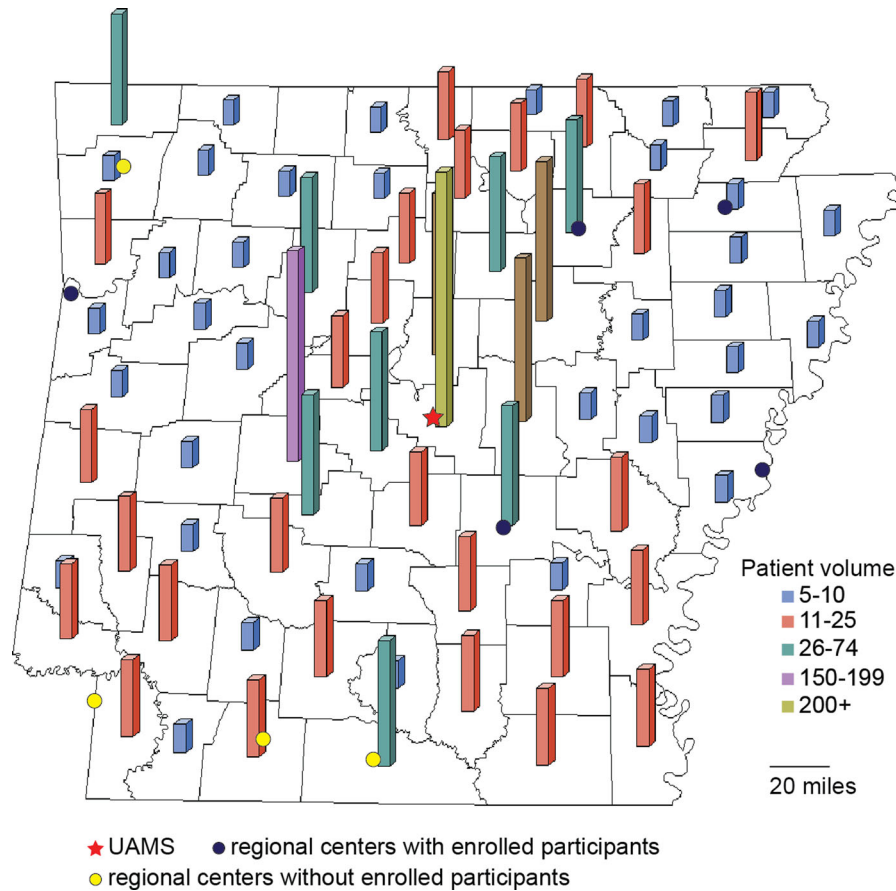 Patient volume
5-10
11-25
26-74
150-199
200+
20 miles
UAMS regional centers with enrolled participants
regional centers without enrolled participants